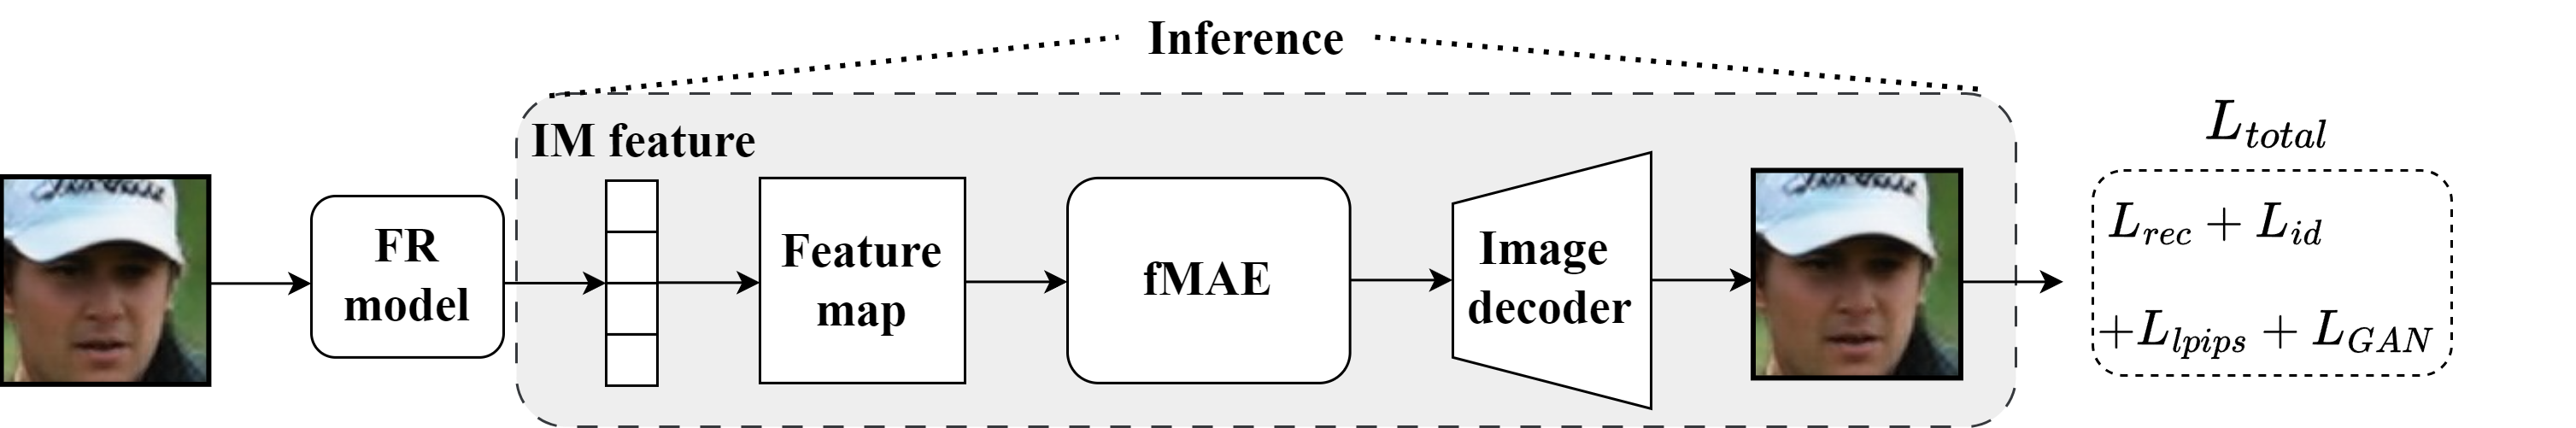 Inference
IM feature
FR
model
Feature
map
fMAE
Image
decoder
L_{total}
L_{rec} + L_{id}
+L_{lpips} + L_{GAN}